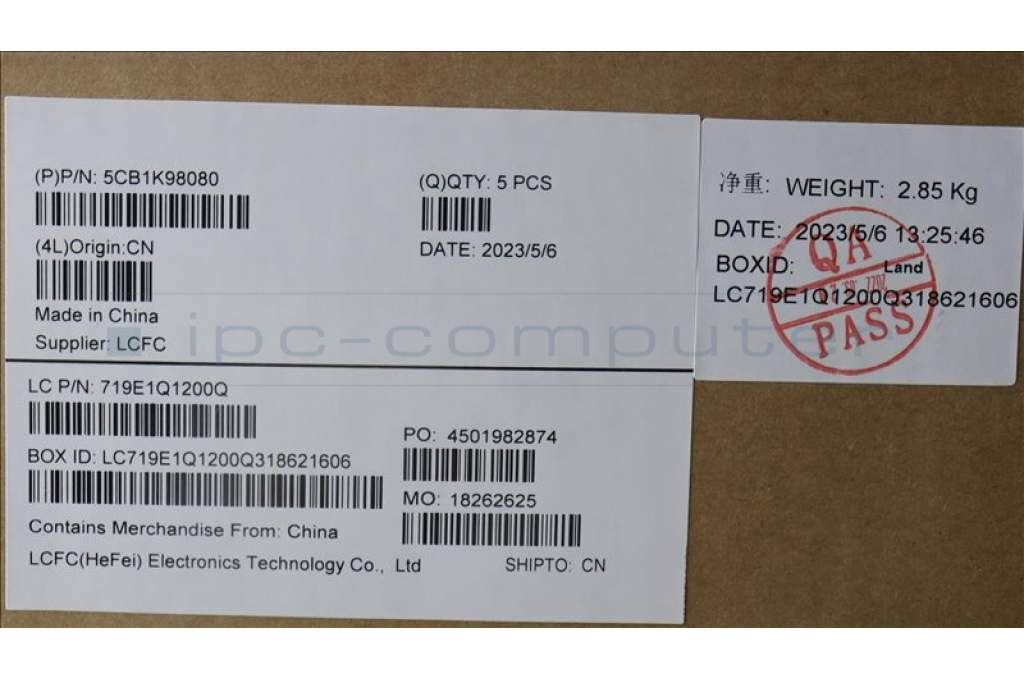 (P)P/N: 5CB1K98080
(Q)QTY: 5 PCS
(4L)Origin:CN
DATE: 2023/5/6
Made in China
Supplier: LCFC
LC P/N: 719E1Q1200Q
BOX ID: LC719E1Q1200Q318621606
PO: 4501982874
MO: 18262625
Contains Merchandise From: China
LCFC(HeFei) Electronics Technology Co., Ltd
SHIPTO: CN
净重: WEIGHT: 2.85 Kg
DATE: 2023/5/6 13:25:46
BOXID: Land
LC719E1Q1200Q318621606
QA
PASS
ipc-computer